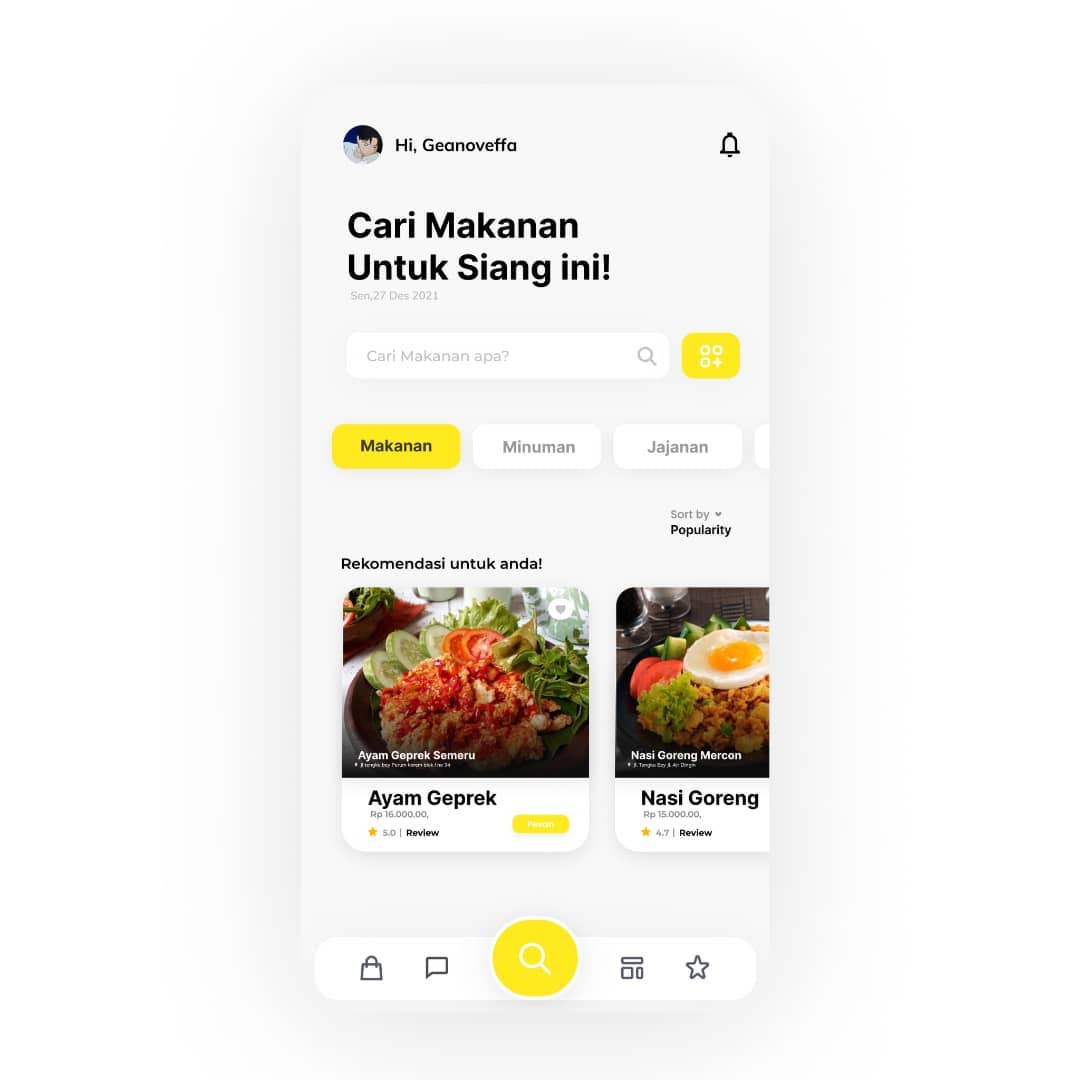 Hi, Geanoveffa
Cari Makanan
Untuk Siang ini!
Sen,27 Des 2021
Cari Makanan apa?
Makanan
Minuman
Jajanan
Sort by
Popularity
Rekomendasi untuk anda!
Ayam Geprek Semeru
Ayam Geprek
Rp 16.000.00,
5.0 | Review
Pesan
Nasi Goreng Mercon
Nasi Goreng
Rp 15.000.00,
4.7 | Review